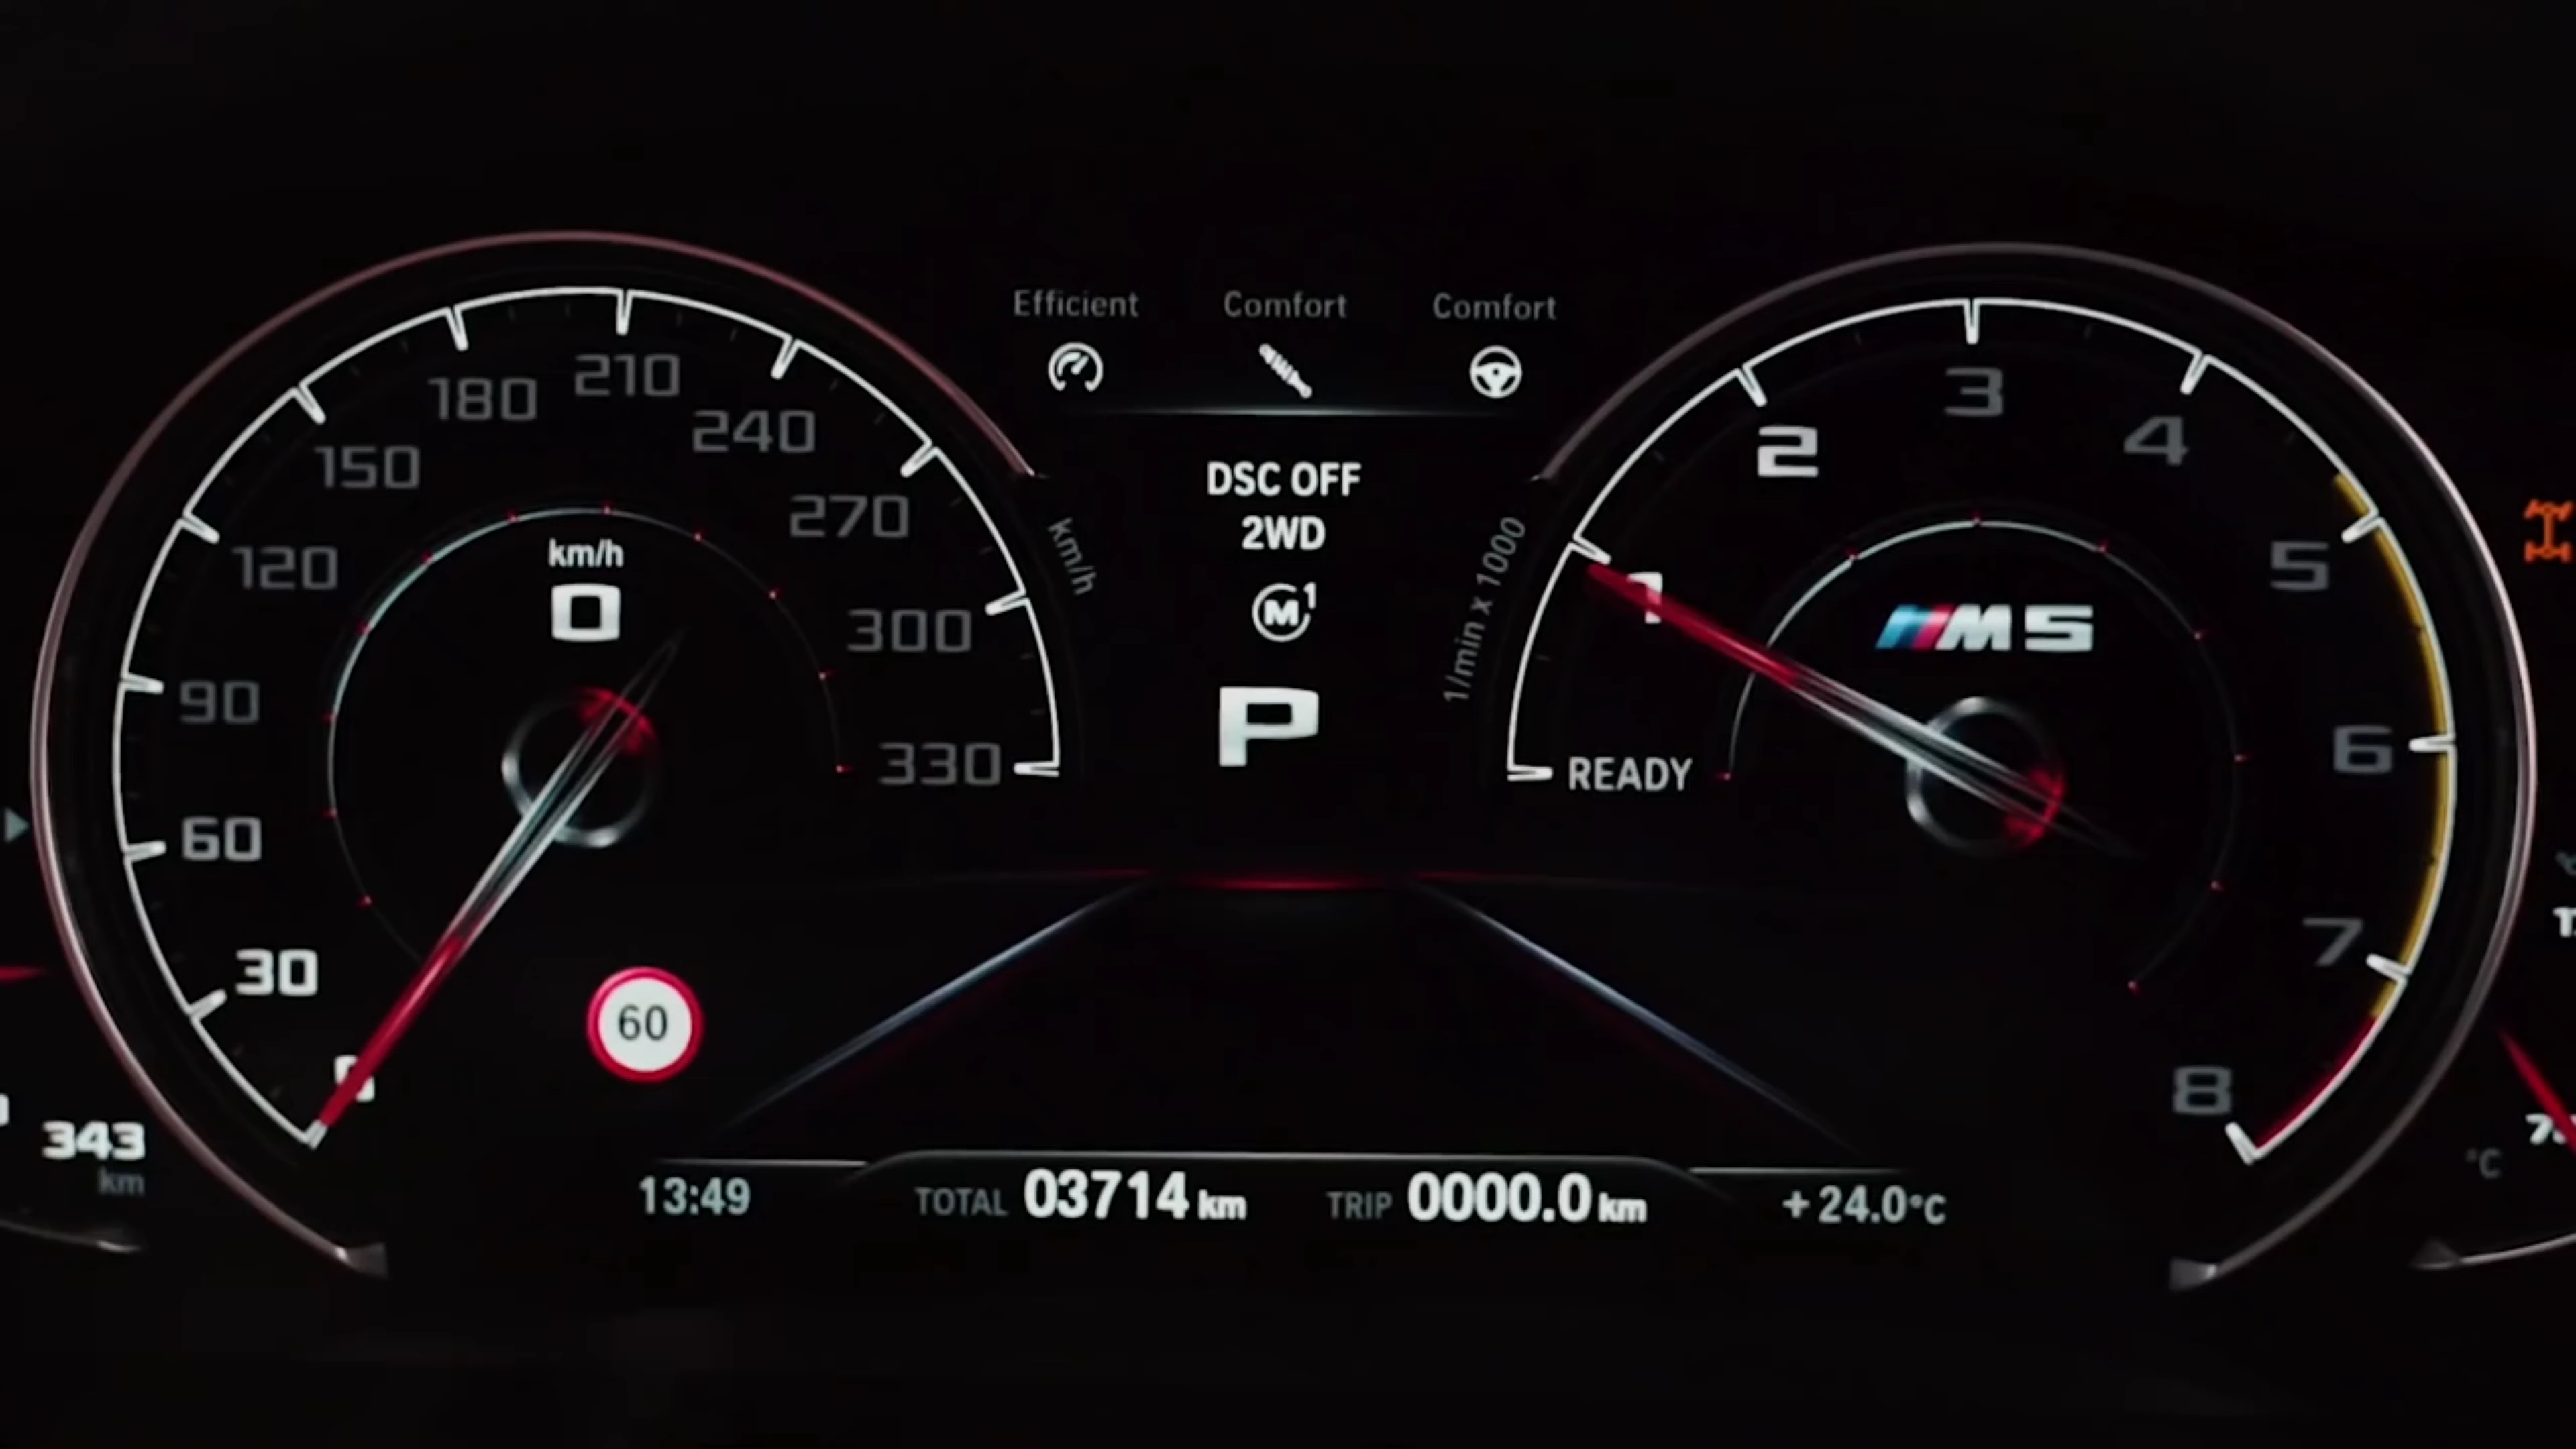 Efficient Comfort Comfort
DSC OFF
2WD
M 1
P
km/h
0
km/h
0
30
60
90
120
150
180
210
240
270
300
330
60
1/min x 1000
READY
1
2
3
4
5
6
7
8
M5
343
km
13:49
TOTAL 03714 km
TRIP 0000.0 km
+24.0°C
°C